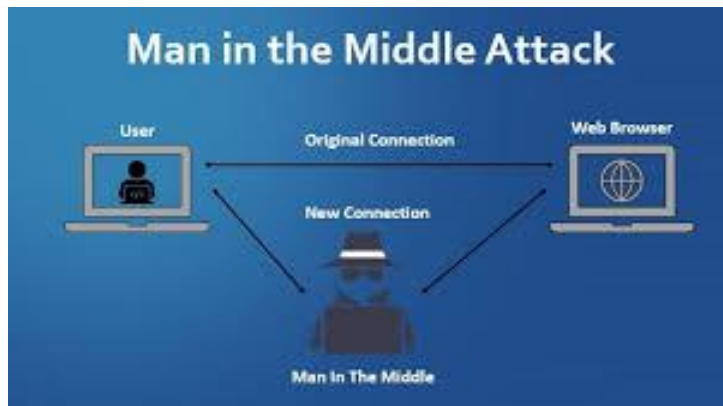 Man in the Middle Attack
User
Original Connection
Web Browser
New Connection
Man In The Middle